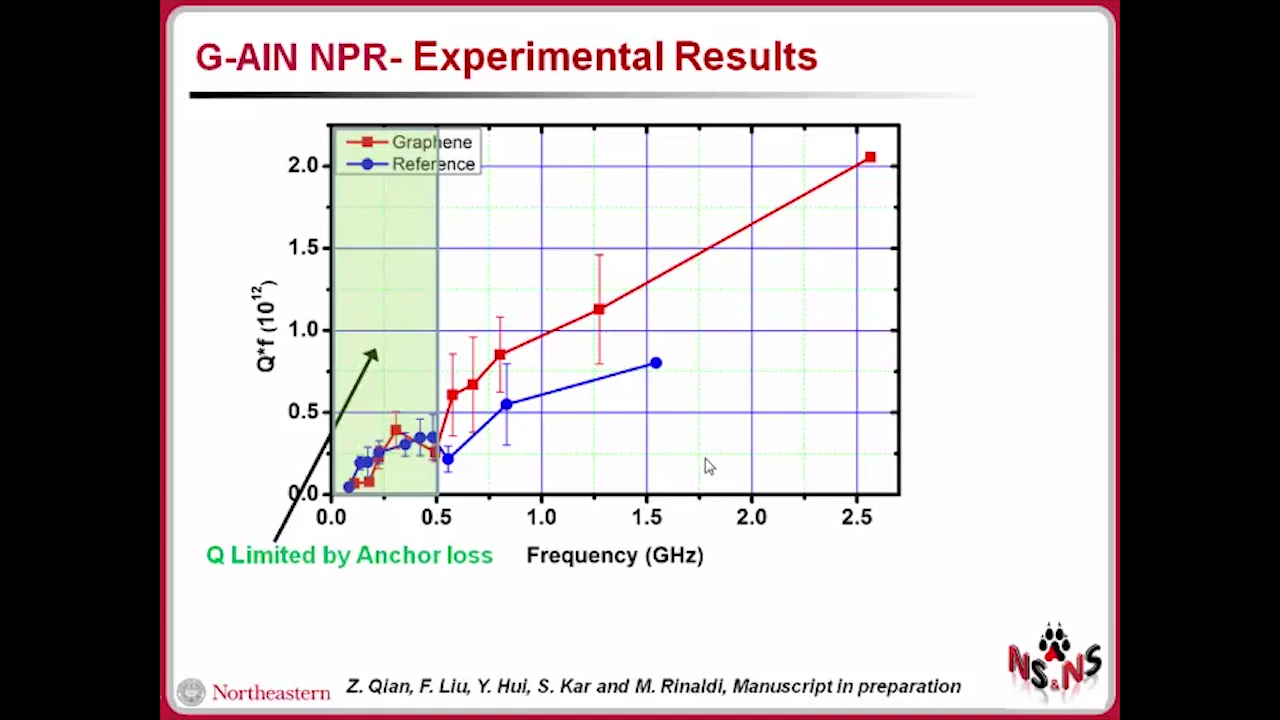 G-AIN NPR- Experimental Results
Graphene
Reference
2.0
1.5
1.0
0.5
0.0
Q*f (10¹²)
0.0 0.5 1.0 1.5 2.0 2.5
Q Limited by Anchor loss
Frequency (GHz)
NS&NS
Northeastern
Z. Qian, F. Liu, Y. Hui, S. Kar and M. Rinaldi, Manuscript in preparation